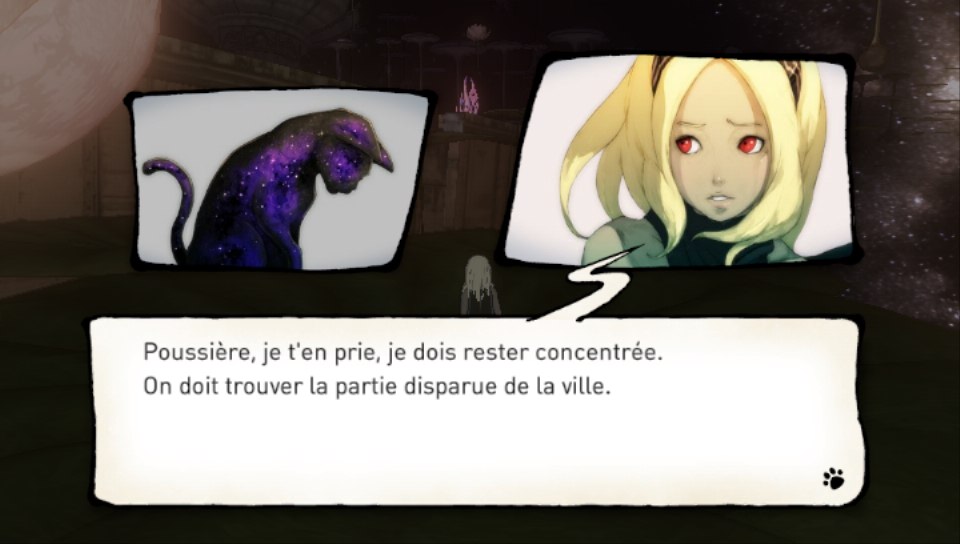 Poussière, je t'en prie, je dois rester concentrée.
On doit trouver la partie disparue de la ville.